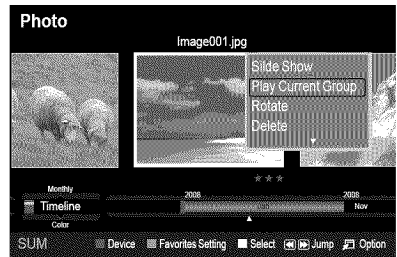 Photo
Image001.jpg
Silde Show
Play Current Group
Rotate
Delete
★★★
Monthly
Timeline
Color
2008
2008
Nov
SUM
Device
Favorites Setting
Select
Jump
Option